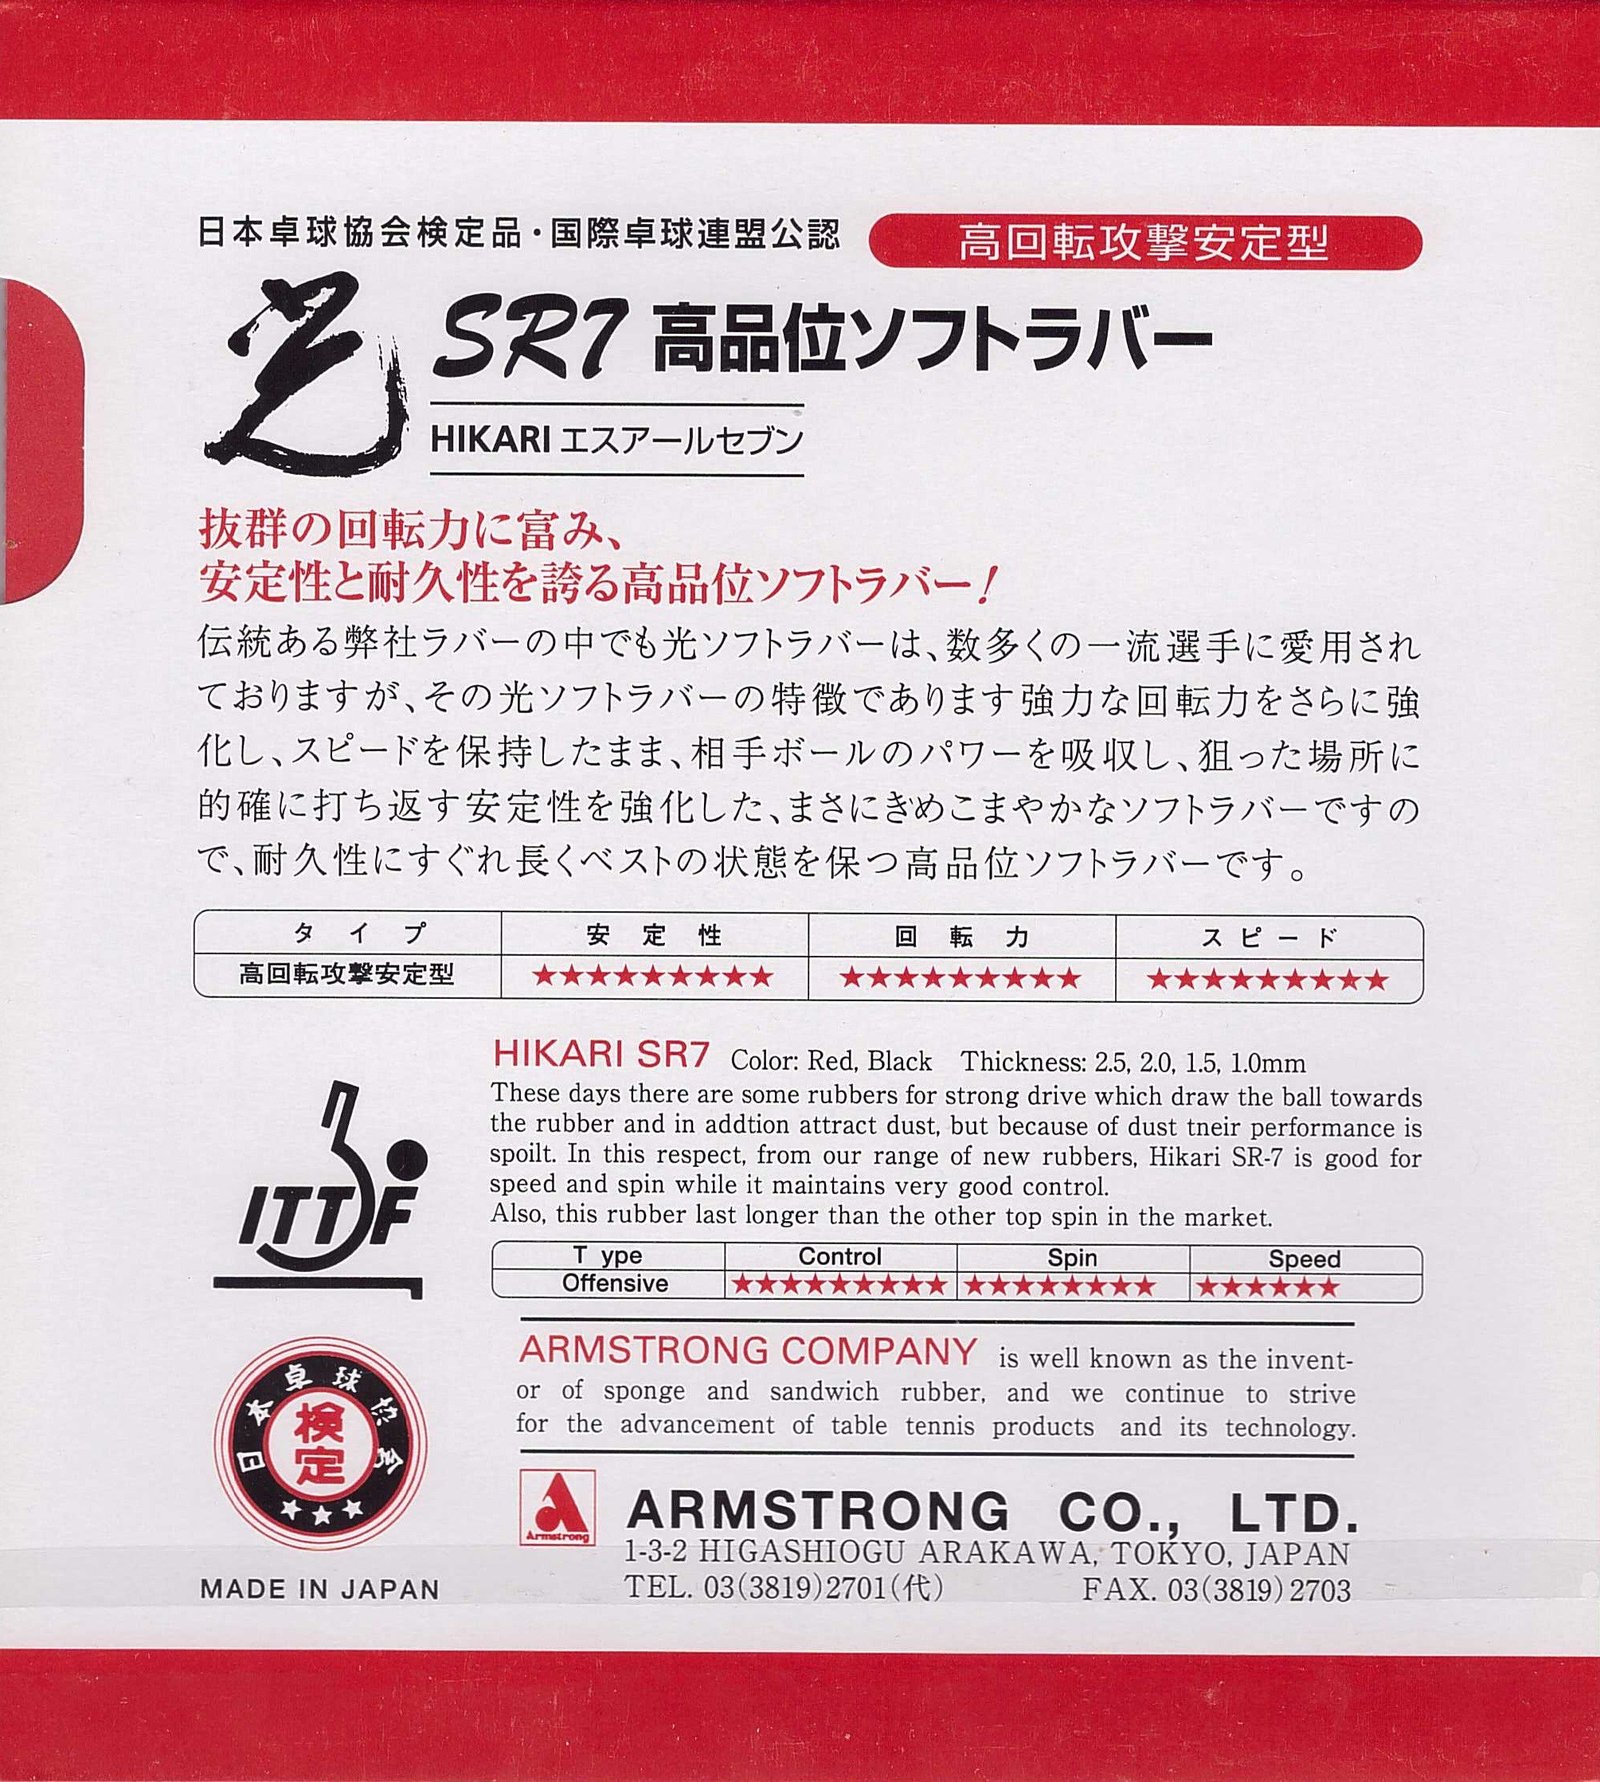 日本卓球協会検定品・国際卓球連盟公認
高回転攻撃安定型
光
SR7 高品位ソフトラバー
HIKARI エスアールセブン
抜群の回転力に富み、
安定性と耐久性を誇る高品位ソフトラバー！
伝統ある弊社ラバーの中でも光ソフトラバーは、数多くの一流選手に愛用され
ておりますが、その光ソフトラバーの特徴であります強力な回転力をさらに強
化し、スピードを保持したまま、相手ボールのパワーを吸収し、狙った場所に
的確に打ち返す安定性を強化した、まさにきめこまやかなソフトラバーですの
で、耐久性にすぐれ長くベストの状態を保つ高品位ソフトラバーです。
タイプ 安定性 回転力 スピード
高回転攻撃安定型 ★★★★★★★★★ ★★★★★★★★★ ★★★★★★★★★
HIKARI SR7 Color: Red, Black Thickness: 2.5, 2.0, 1.5, 1.0mm
These days there are some rubbers for strong drive which draw the ball towards
the rubber and in addtion attract dust, but because of dust tneir performance is
spoilt. In this respect, from our range of new rubbers, Hikari SR-7 is good for
speed and spin while it maintains very good control.
Also, this rubber last longer than the other top spin in the market.
ITTF
T ype Control Spin Speed
Offensive ★★★★★★★★★ ★★★★★★★★ ★★★★★★
ARMSTRONG COMPANY is well known as the invent-
or of sponge and sandwich rubber, and we continue to strive
for the advancement of table tennis products and its technology.
日本卓球協会
検定
★★★
MADE IN JAPAN
Armstrong
ARMSTRONG CO., LTD.
1-3-2 HIGASHIOGU ARAKAWA, TOKYO, JAPAN
TEL. 03(3819)2701(代) FAX. 03(3819)2703